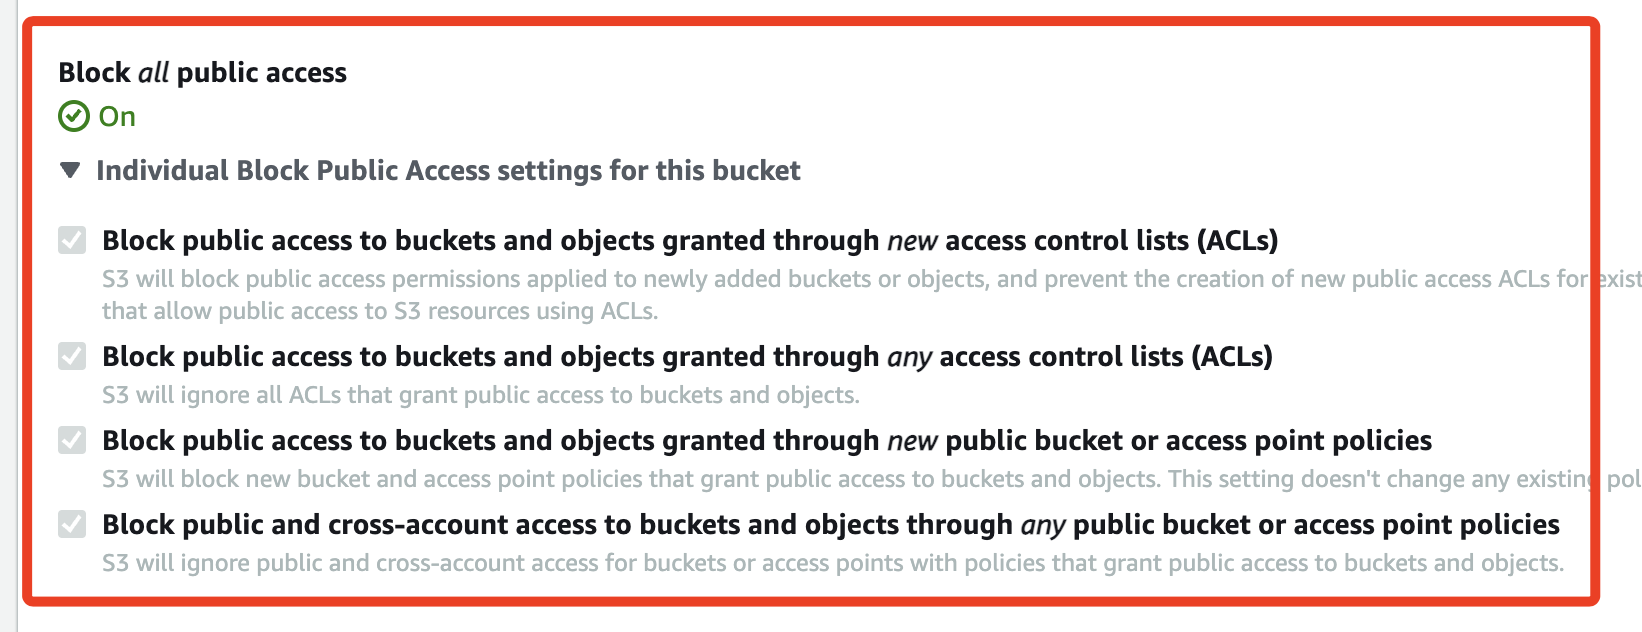 Block all public access
On
Individual Block Public Access settings for this bucket
Block public access to buckets and objects granted through new access control lists (ACLs)
S3 will block public access permissions applied to newly added buckets or objects, and prevent the creation of new public access ACLs for exist
that allow public access to S3 resources using ACLs.
Block public access to buckets and objects granted through any access control lists (ACLs)
S3 will ignore all ACLs that grant public access to buckets and objects.
Block public access to buckets and objects granted through new public bucket or access point policies
S3 will block new bucket and access point policies that grant public access to buckets and objects. This setting doesn't change any existing pol
Block public and cross-account access to buckets and objects through any public bucket or access point policies
S3 will ignore public and cross-account access for buckets or access points with policies that grant public access to buckets and objects.